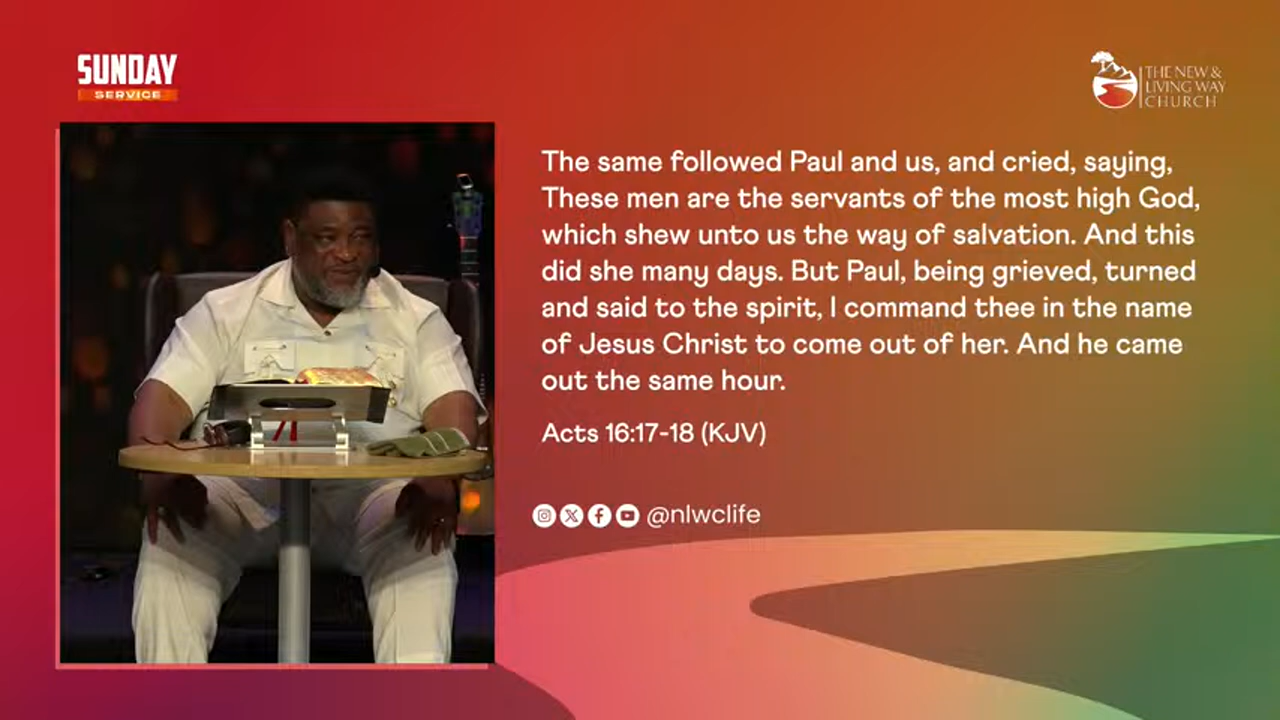 SUNDAY
SERVICE
THE NEW &
LIVING WAY
CHURCH
The same followed Paul and us, and cried, saying,
These men are the servants of the most high God,
which shew unto us the way of salvation. And this
did she many days. But Paul, being grieved, turned
and said to the spirit, I command thee in the name
of Jesus Christ to come out of her. And he came
out the same hour.
Acts 16:17-18 (KJV)
@nlwclife